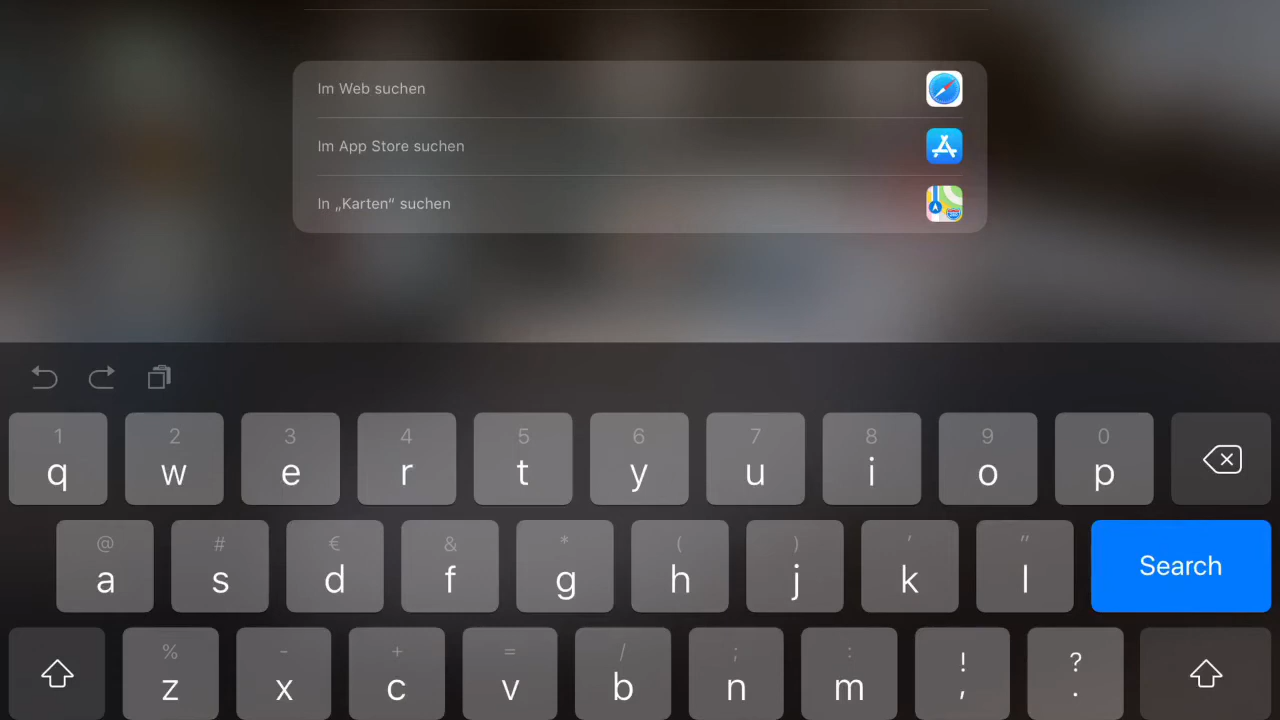 Im Web suchen
Im App Store suchen
In „Karten“ suchen
1 2 3 4 5 6 7 8 9 0
q w e r t y u i o p
@ # € & * ( ) ' "
a s d f g h j k l Search
% - + = / ; : ! ?
z x c v b n m , .